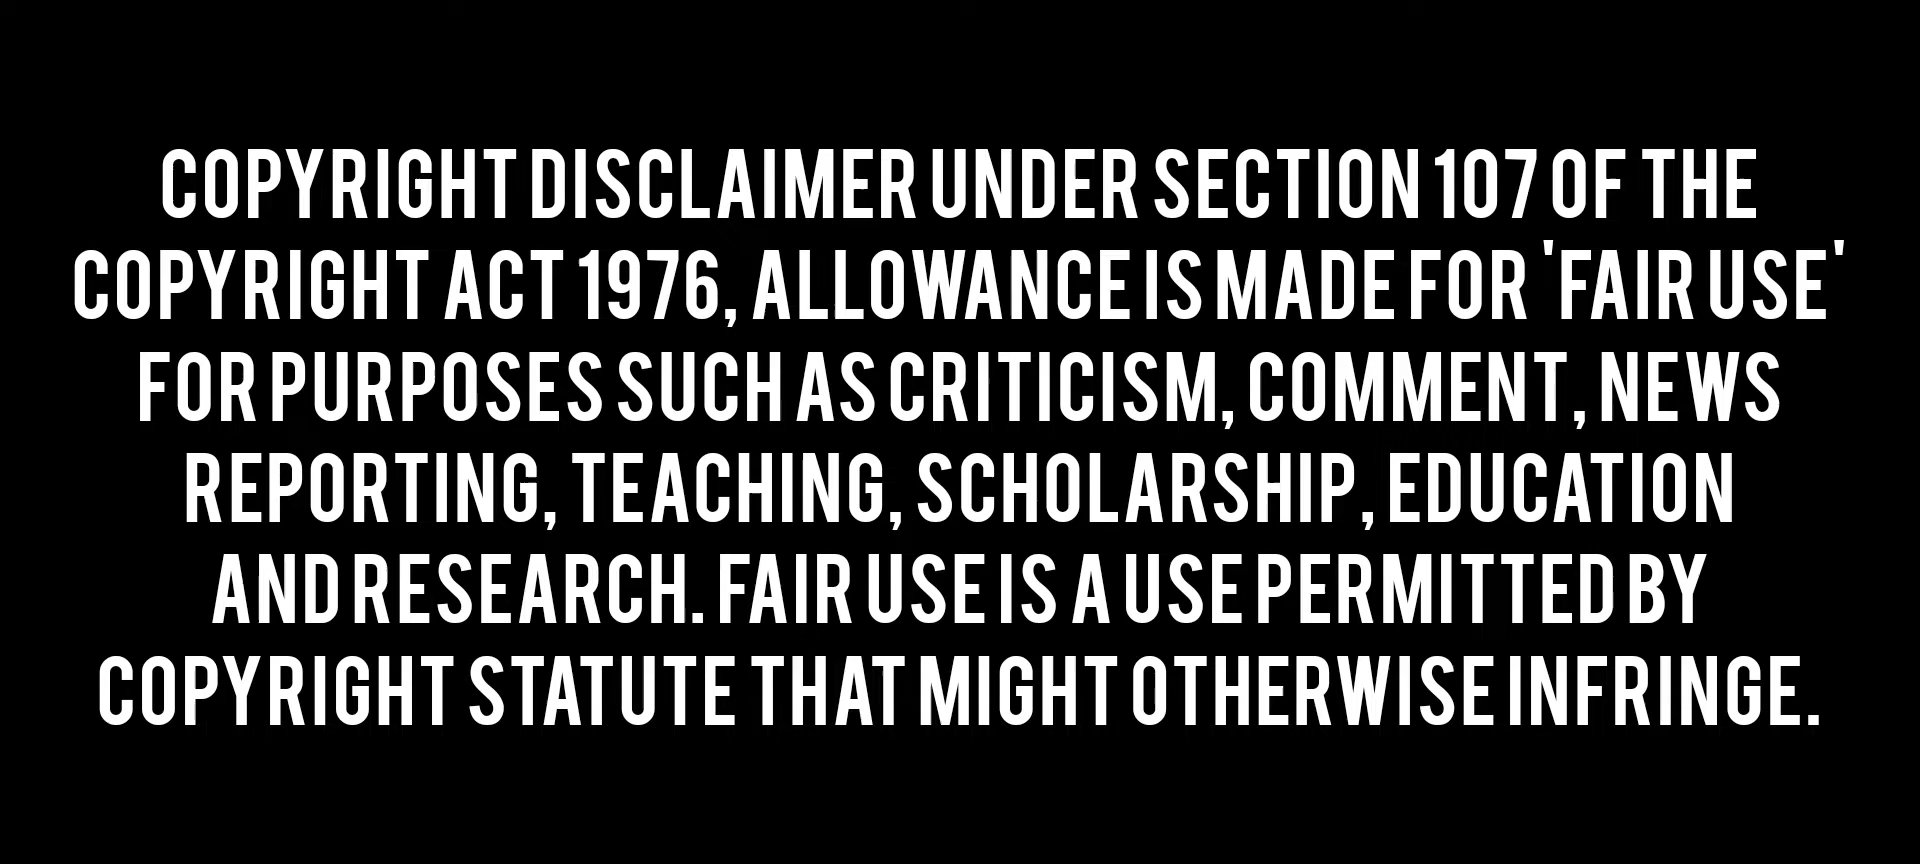 COPYRIGHT DISCLAIMER UNDER SECTION 107 OF THE
COPYRIGHT ACT 1976, ALLOWANCE IS MADE FOR 'FAIR USE'
FOR PURPOSES SUCH AS CRITICISM, COMMENT, NEWS
REPORTING, TEACHING, SCHOLARSHIP, EDUCATION
AND RESEARCH. FAIR USE IS A USE PERMITTED BY
COPYRIGHT STATUTE THAT MIGHT OTHERWISE INFRINGE.